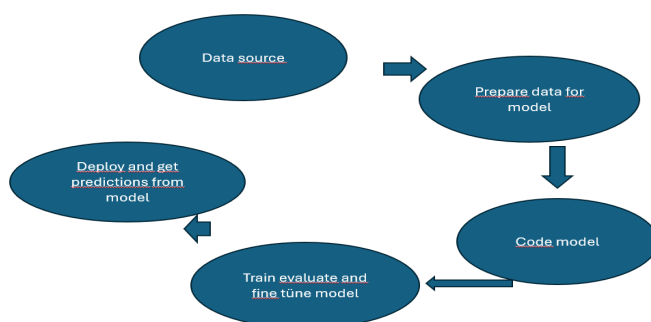 Data source
Prepare data for
model
Code model
Train evaluate and
fine tüne model
Deploy and get
predictions from
model